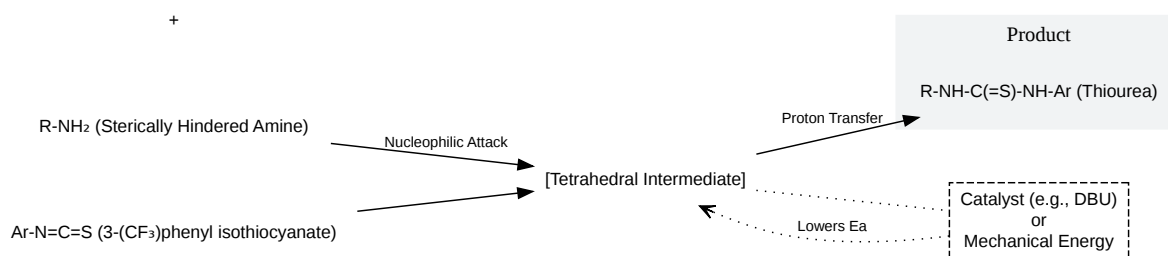 +
Product
R-NH-C(=S)-NH-Ar (Thiourea)
Proton Transfer
R-NH₂ (Sterically Hindered Amine)
Nucleophilic Attack
[Tetrahedral Intermediate]
Catalyst (e.g., DBU)
or
Mechanical Energy
Lowers Ea
Ar-N=C=S (3-(CF₃)phenyl isothiocyanate)